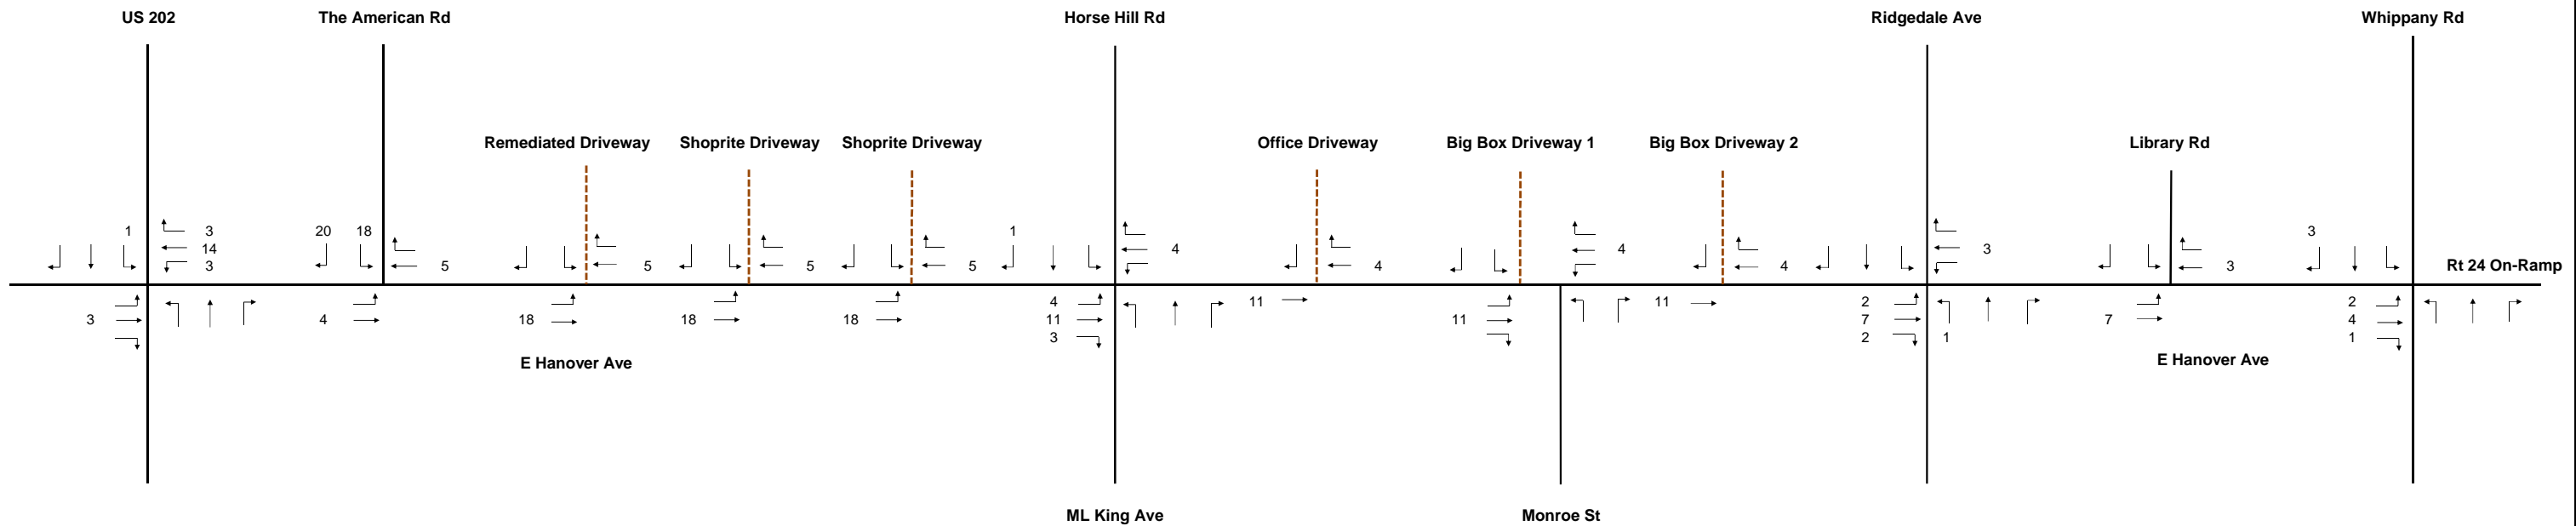 US 202 The American Rd Horse Hill Rd Ridgedale Ave Whippany Rd
Remediated Driveway Shoprite Driveway Shoprite Driveway Office Driveway Big Box Driveway 1 Big Box Driveway 2 Library Rd
1 3 20 18 1 3
14 4 4 3
3 5 5 5 5 4 4 3 Rt 24 On-Ramp
4 11 11 2 2
3 4 18 18 18 11 11 7 7 4
3 2 1 1
E Hanover Ave E Hanover Ave
ML King Ave Monroe St